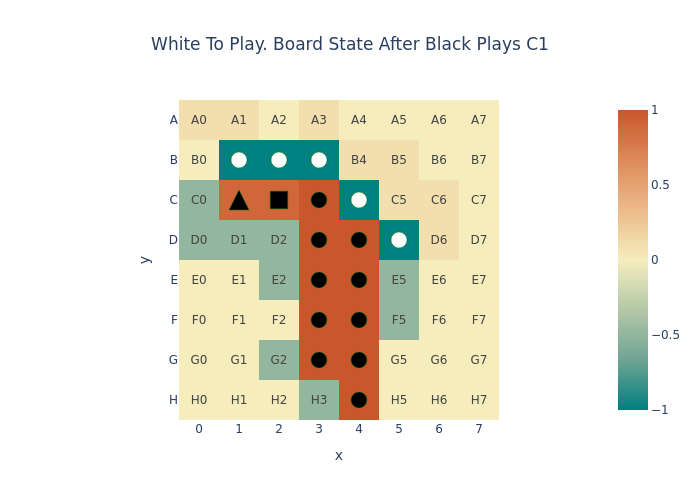 White To Play. Board State After Black Plays C1
A A0 A1 A2 A3 A4 A5 A6 A7
B B0 B4 B5 B6 B7
C C0 C5 C6 C7
D D0 D1 D2 D6 D7
E E0 E1 E2 E5 E6 E7
F F0 F1 F2 F5 F6 F7
G G0 G1 G2 G5 G6 G7
H H0 H1 H2 H3 H5 H6 H7
0 1 2 3 4 5 6 7
x
y
1
0.5
0
−0.5
−1